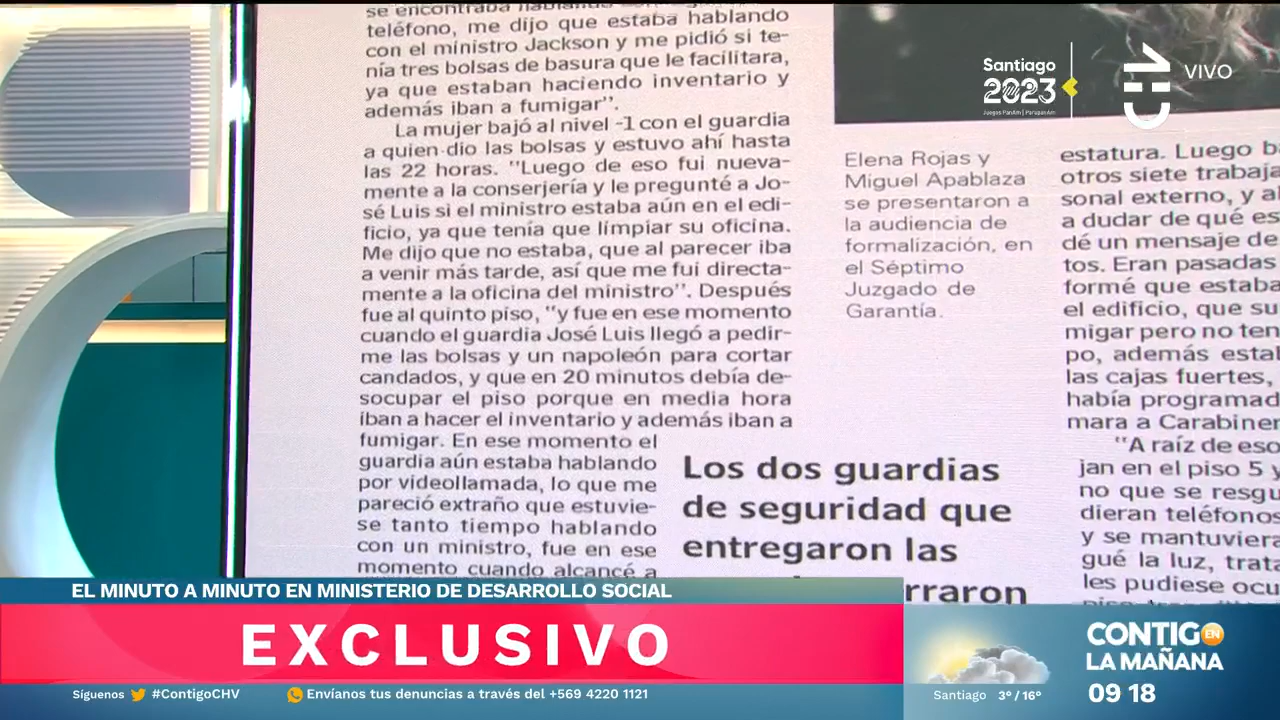 se encontraba
teléfono, me dijo que estaba hablando
con el ministro Jackson y me pidió si te-
nía tres bolsas de basura que le facilitara,
ya que estaban haciendo inventario y
además iban a fumigar".
La mujer bajó al nivel -1 con el guardia
a quien dio las bolsas y estuvo ahí hasta
las 22 horas. "Luego de eso fui nueva-
mente a la conserjería y le pregunté a Jo-
sé Luis si el ministro estaba aún en el edi-
ficio, ya que tenía que limpiar su oficina.
Me dijo que no estaba, que al parecer iba
a venir más tarde, así que me fui directa-
mente a la oficina del ministro". Después
fue al quinto piso, "y fue en ese momento
cuando el guardia José Luis llegó a pedir-
me las bolsas y un napoleón para cortar
candados, y que en 20 minutos debía de-
socupar el piso porque en media hora
iban a hacer el inventario y además iban a
fumigar. En ese momento el
guardia aún estaba hablando
por videollamada, lo que me
pareció extraño que estuvie-
se tanto tiempo hablando
con un ministro, fue en ese
momento cuando alcancé a
Elena Rojas y
Miguel Apablaza
se presentaron a
la audiencia de
formalización, en
el Séptimo
Juzgado de
Garantía.
Los dos guardias
de seguridad que
entregaron las
rraron
estatura. Luego
otros siete
sonal externo, y
a dudar de qué
dé un mensaje de
tos. Eran pasadas
formé que estaba
el edificio, que
migar pero no
po, además
las cajas fuertes,
había
mara a
"A raíz de eso
jan en el piso 5 y
no que se
dieran teléfonos
y se
gué la luz,
les pudiese
Santiago
2023
Juegos PanAm | ParapanAm
CHV
VIVO
EL MINUTO A MINUTO EN MINISTERIO DE DESARROLLO SOCIAL
EXCLUSIVO
Síguenos #ContigoCHV
Envíanos tus denuncias a través del +569 4220 1121
Santiago 3° / 16°
CONTIGO EN
LA MAÑANA
09 18